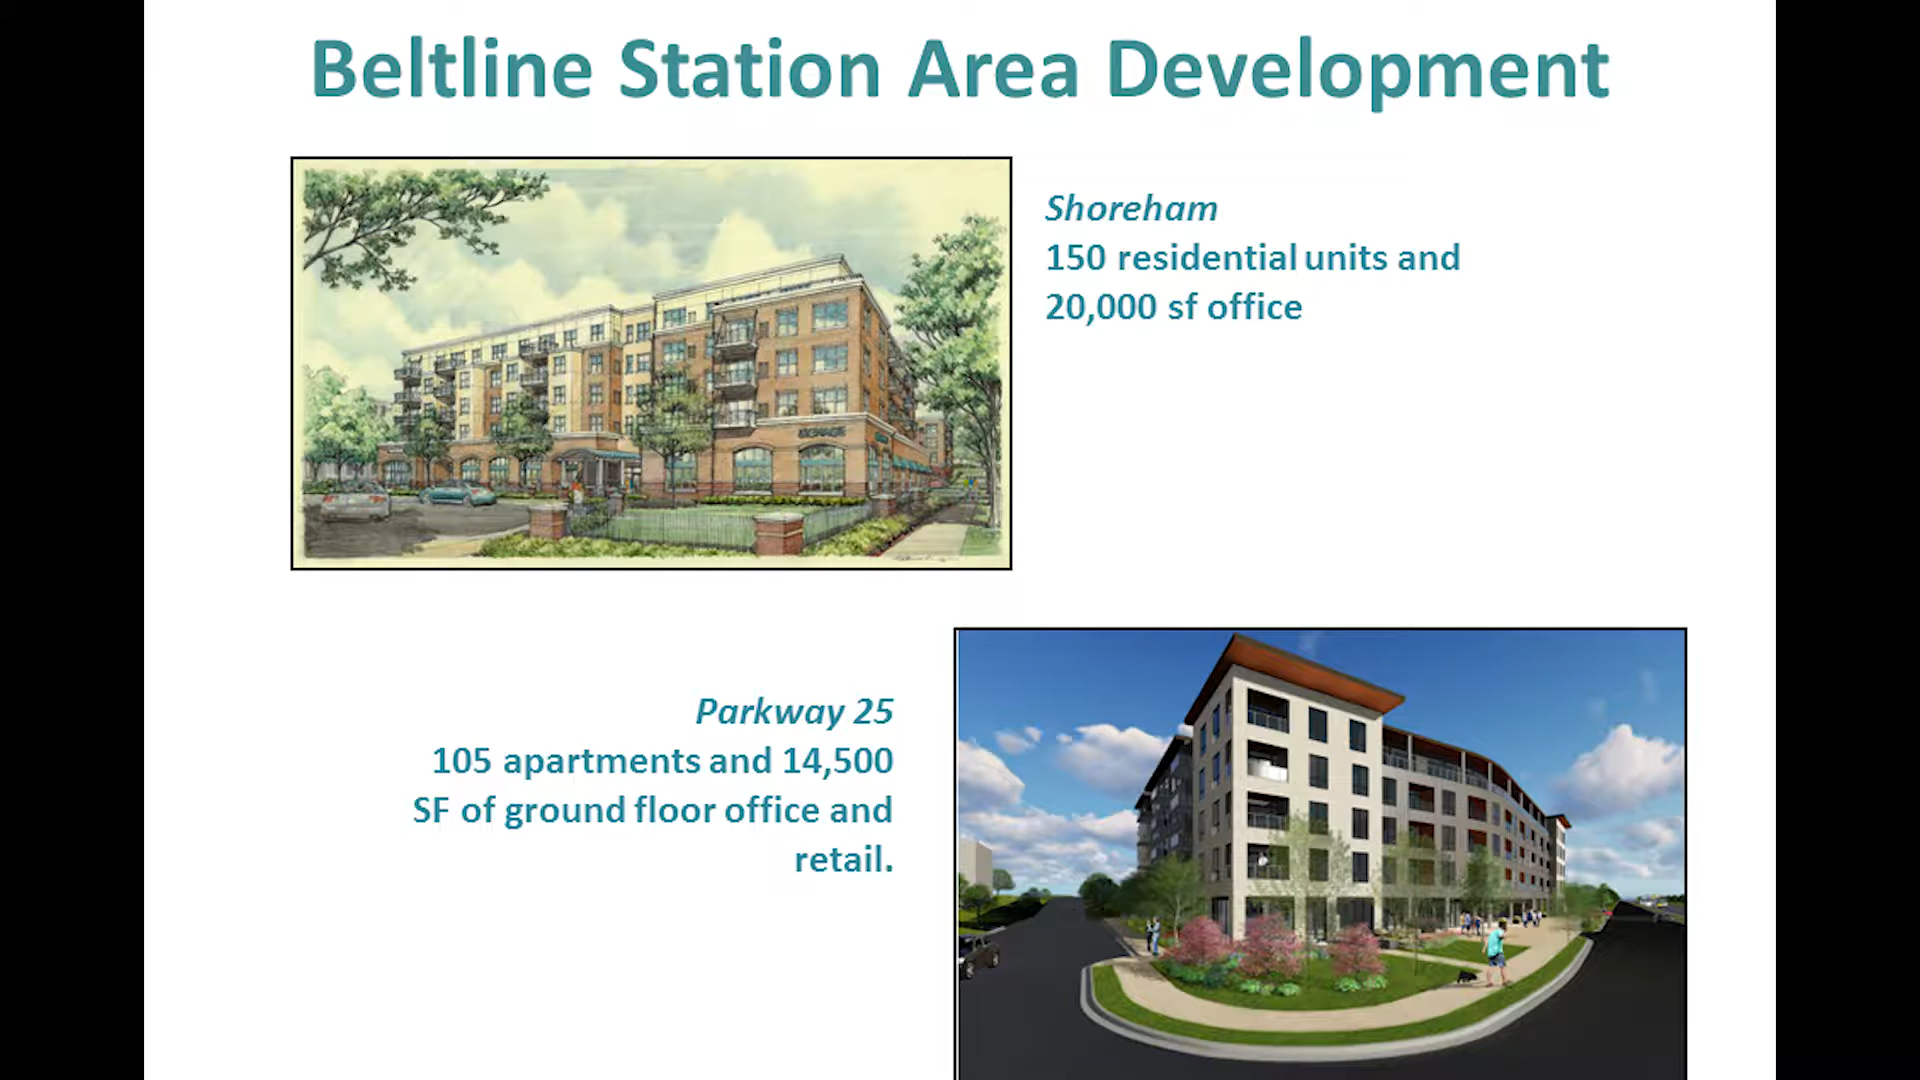 Beltline Station Area Development
Shoreham
150 residential units and
20,000 sf office
Parkway 25
105 apartments and 14,500
SF of ground floor office and
retail.